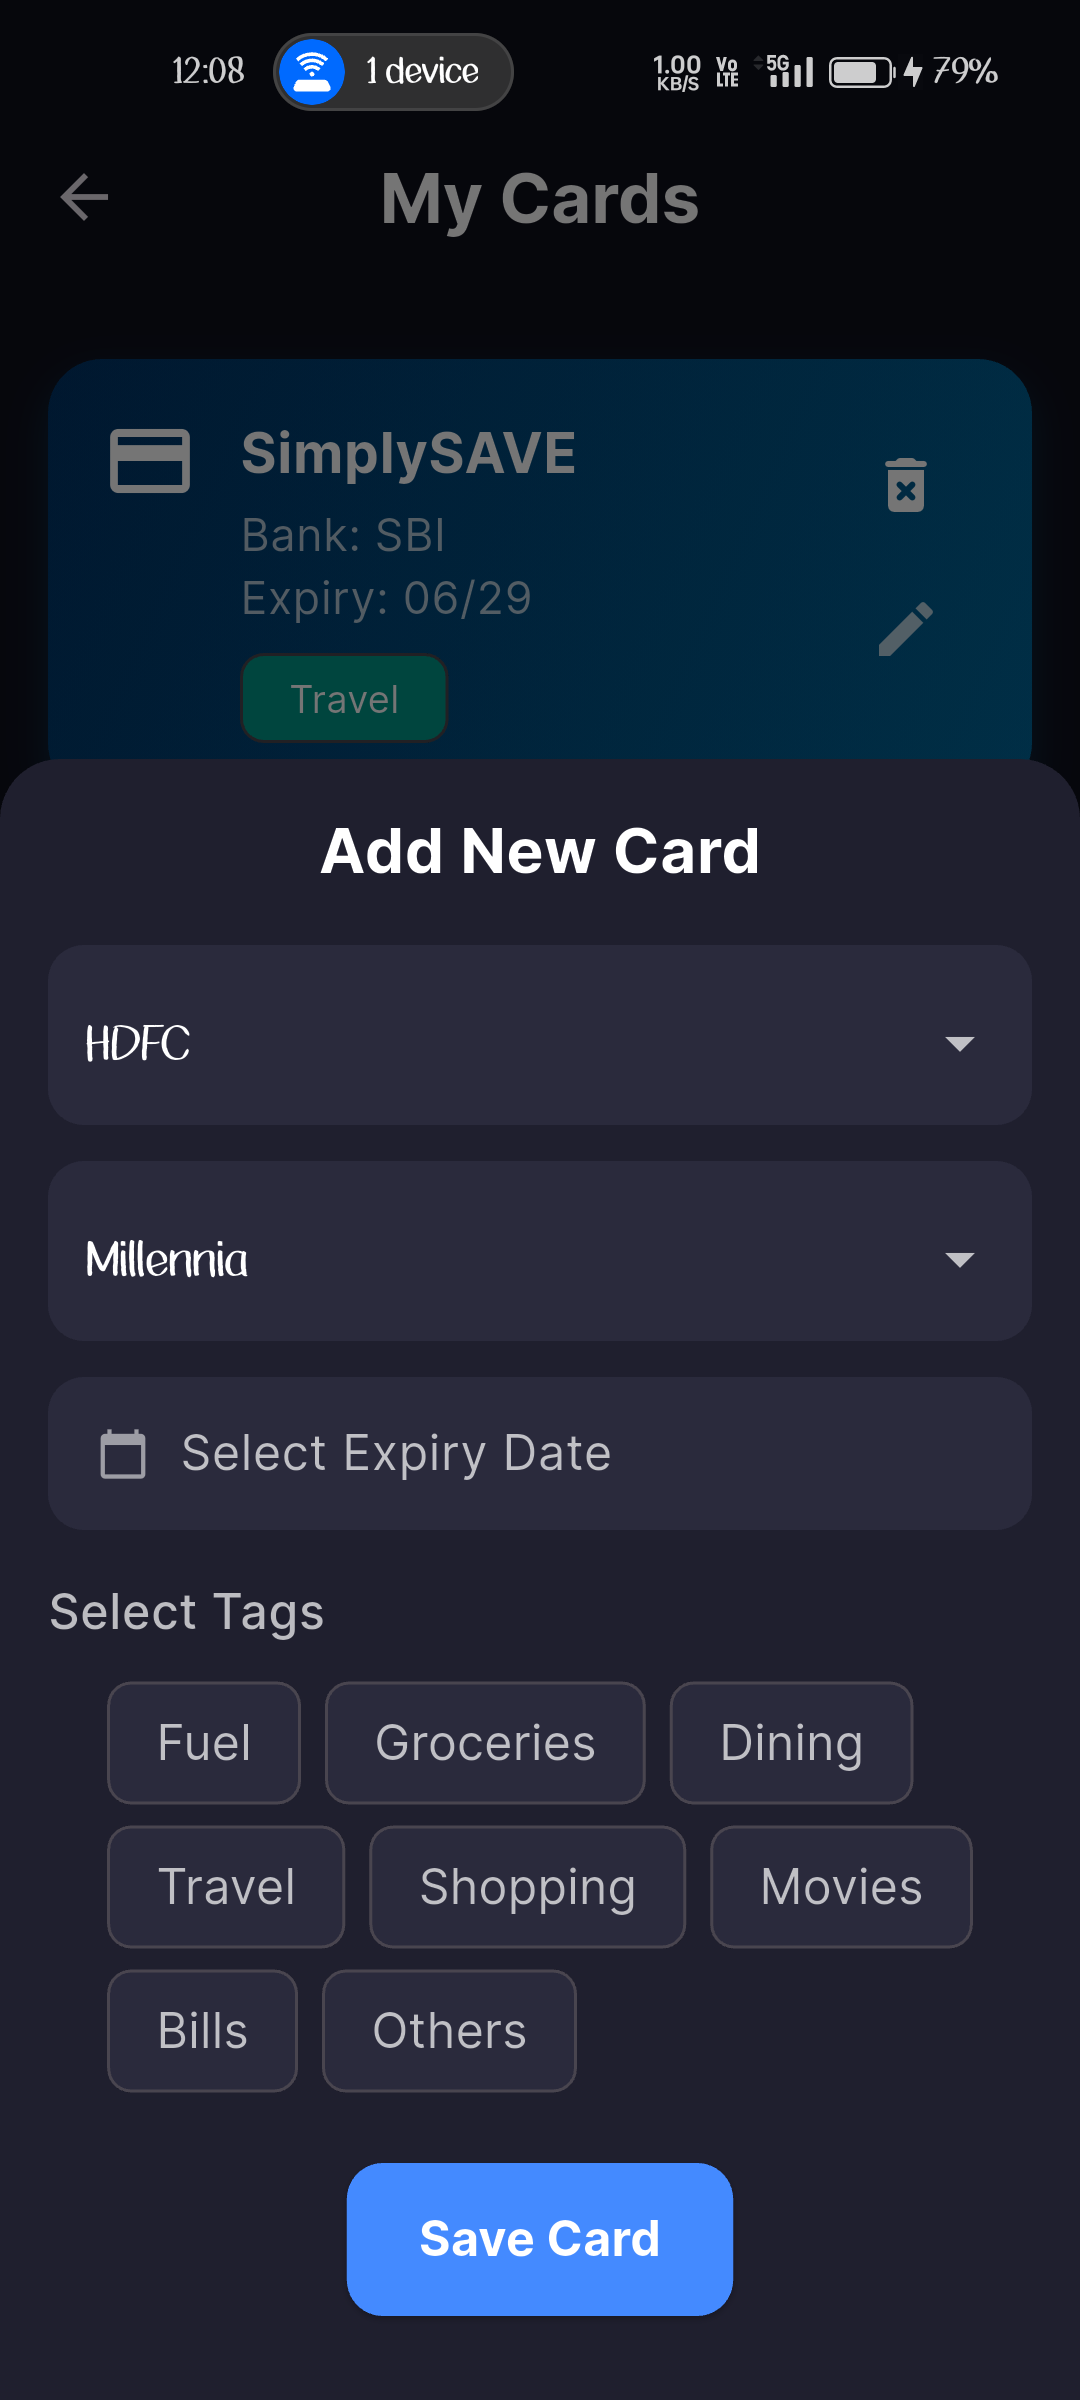 12:08 1 device 1.00 KB/S Vo LTE 5G 79%
My Cards
SimplySAVE
Bank: SBI
Expiry: 06/29
Travel
Add New Card
HDFC
Millennia
Select Expiry Date
Select Tags
Fuel Groceries Dining
Travel Shopping Movies
Bills Others
Save Card